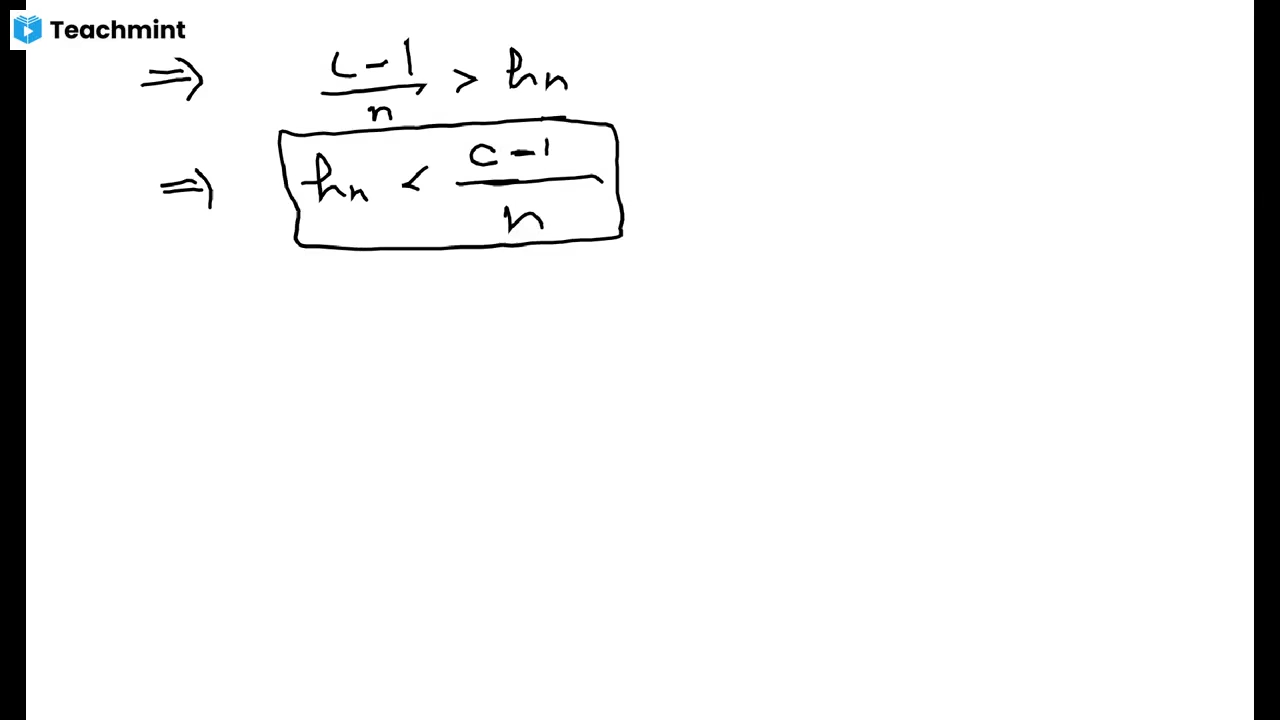 Teachmint
⇒ (c-1)/n > hₙ
⇒ hₙ < (c-1)/n